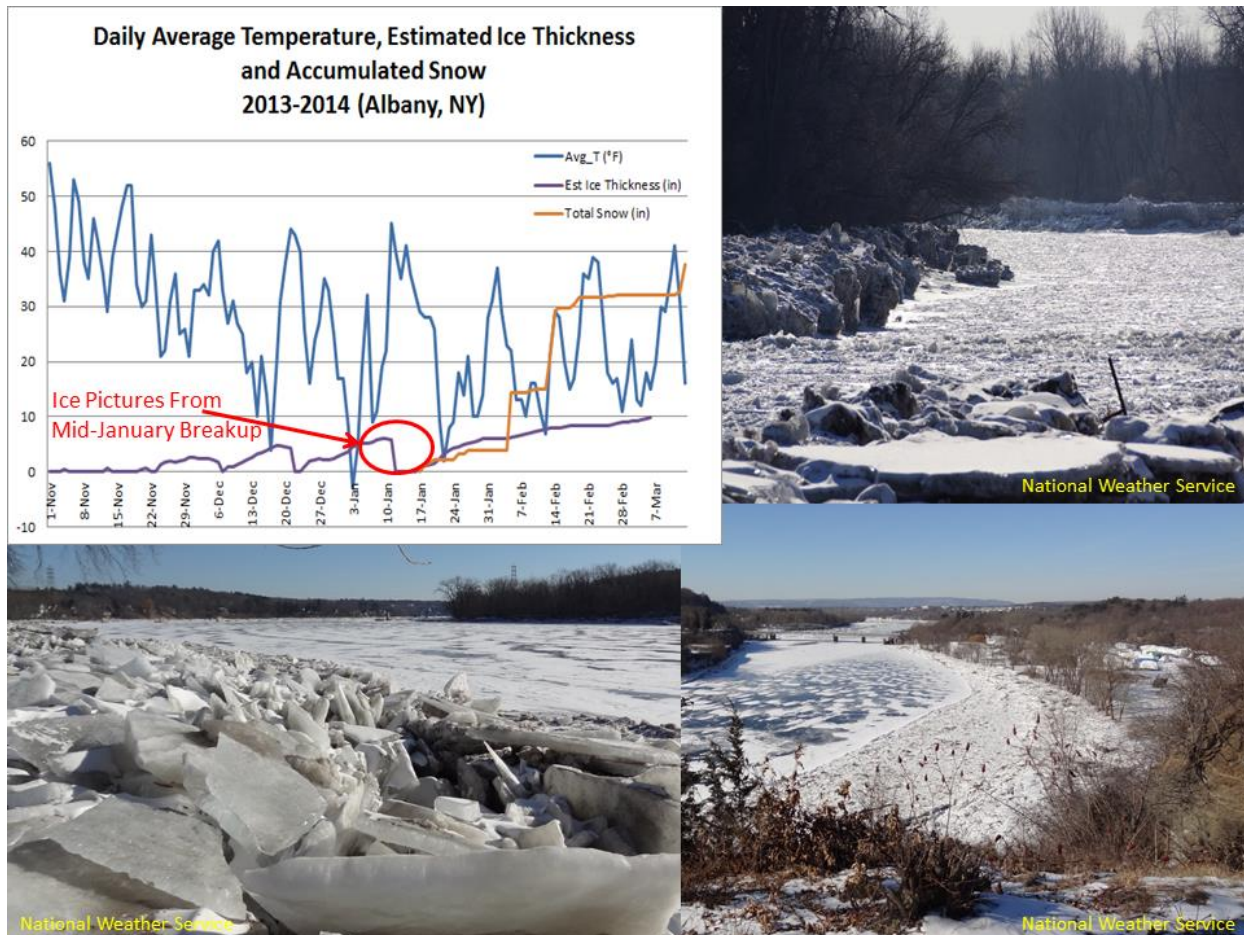 Daily Average Temperature, Estimated Ice Thickness
and Accumulated Snow
2013-2014 (Albany, NY)
60
50
40
30
20
10
0
-10
Avg_T (°F)
Est Ice Thickness (in)
Total Snow (in)
Ice Pictures From
Mid-January Breakup
1-Nov
8-Nov
15-Nov
22-Nov
29-Nov
6-Dec
13-Dec
20-Dec
27-Dec
3-Jan
10-Jan
17-Jan
24-Jan
31-Jan
7-Feb
14-Feb
21-Feb
28-Feb
7-Mar
National Weather Service
National Weather Service
National Weather Service